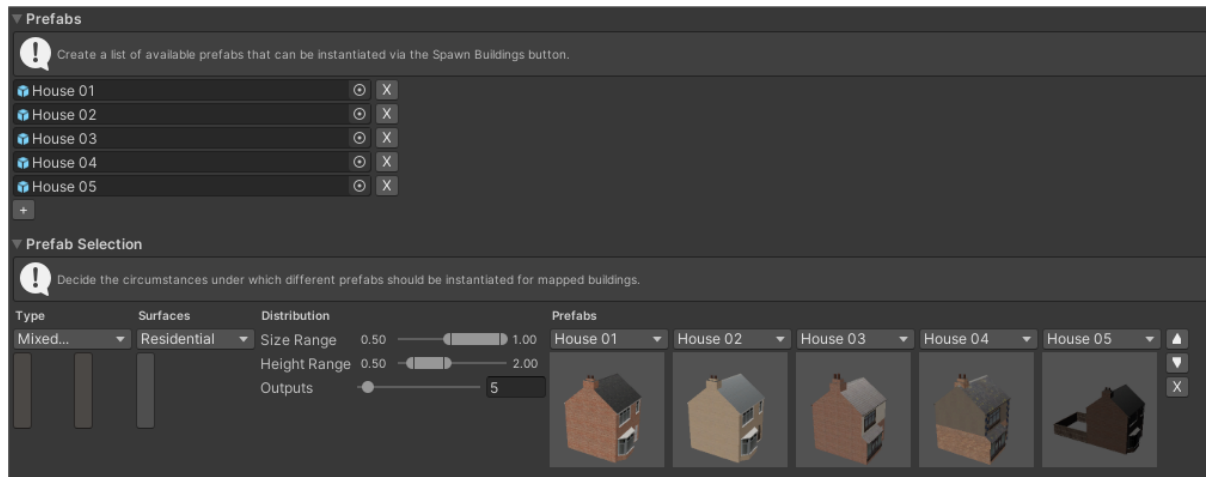 Prefabs
Create a list of available prefabs that can be instantiated via the Spawn Buildings button.
House 01 X
House 02 X
House 03 X
House 04 X
House 05 X
+
Prefab Selection
Decide the circumstances under which different prefabs should be instantiated for mapped buildings.
Type Surfaces Distribution Prefabs
Mixed... Residential Size Range 0.50 1.00 House 01 House 02 House 03 House 04 House 05
Height Range 0.50 2.00
Outputs 5 X